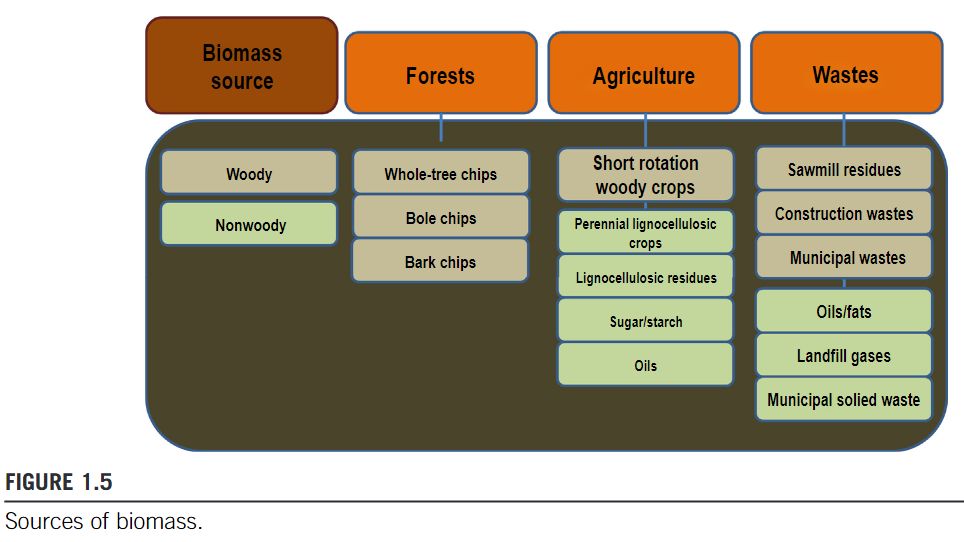 Biomass
source
Forests
Agriculture
Wastes
Woody
Nonwoody
Whole-tree chips
Bole chips
Bark chips
Short rotation
woody crops
Perennial lignocellulosic
crops
Lignocellulosic residues
Sugar/starch
Oils
Sawmill residues
Construction wastes
Municipal wastes
Oils/fats
Landfill gases
Municipal solied waste
FIGURE 1.5
Sources of biomass.